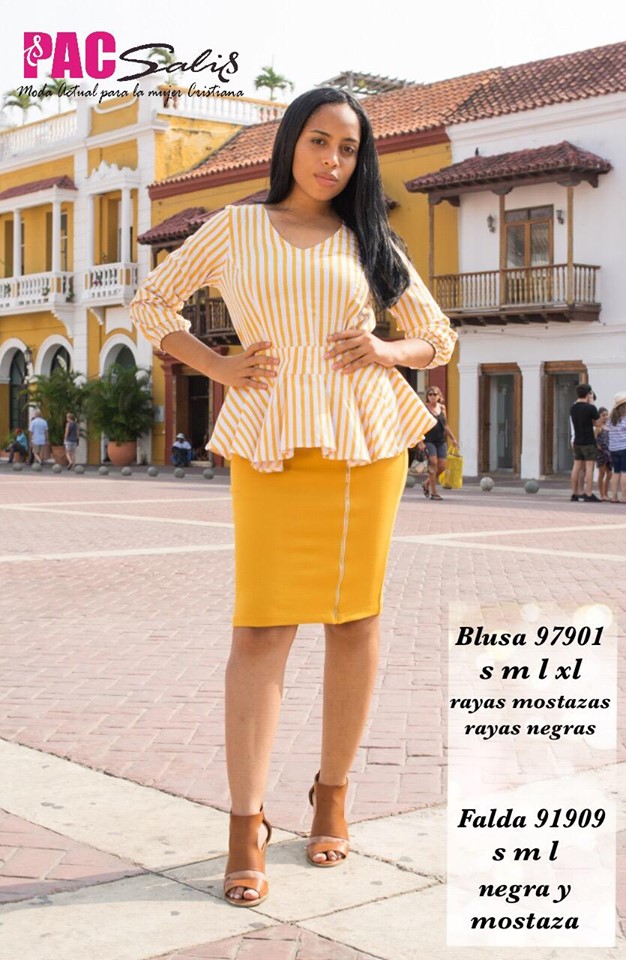 PAC Salis
Moda Actual para la mujer Cristiana
Blusa 97901
s m l xl
rayas mostazas
rayas negras
Falda 91909
s m l
negra y
mostaza